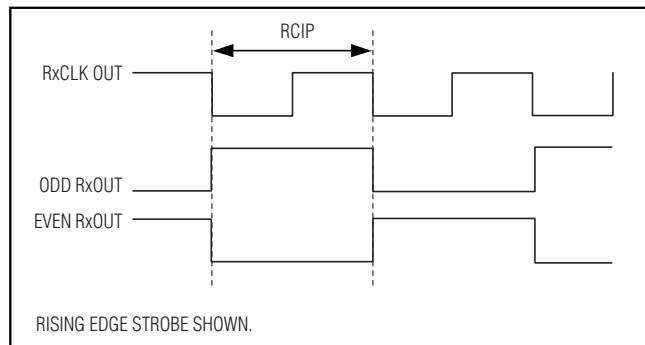 RCIP
RxCLK OUT
ODD RxOUT
EVEN RxOUT
RISING EDGE STROBE SHOWN.